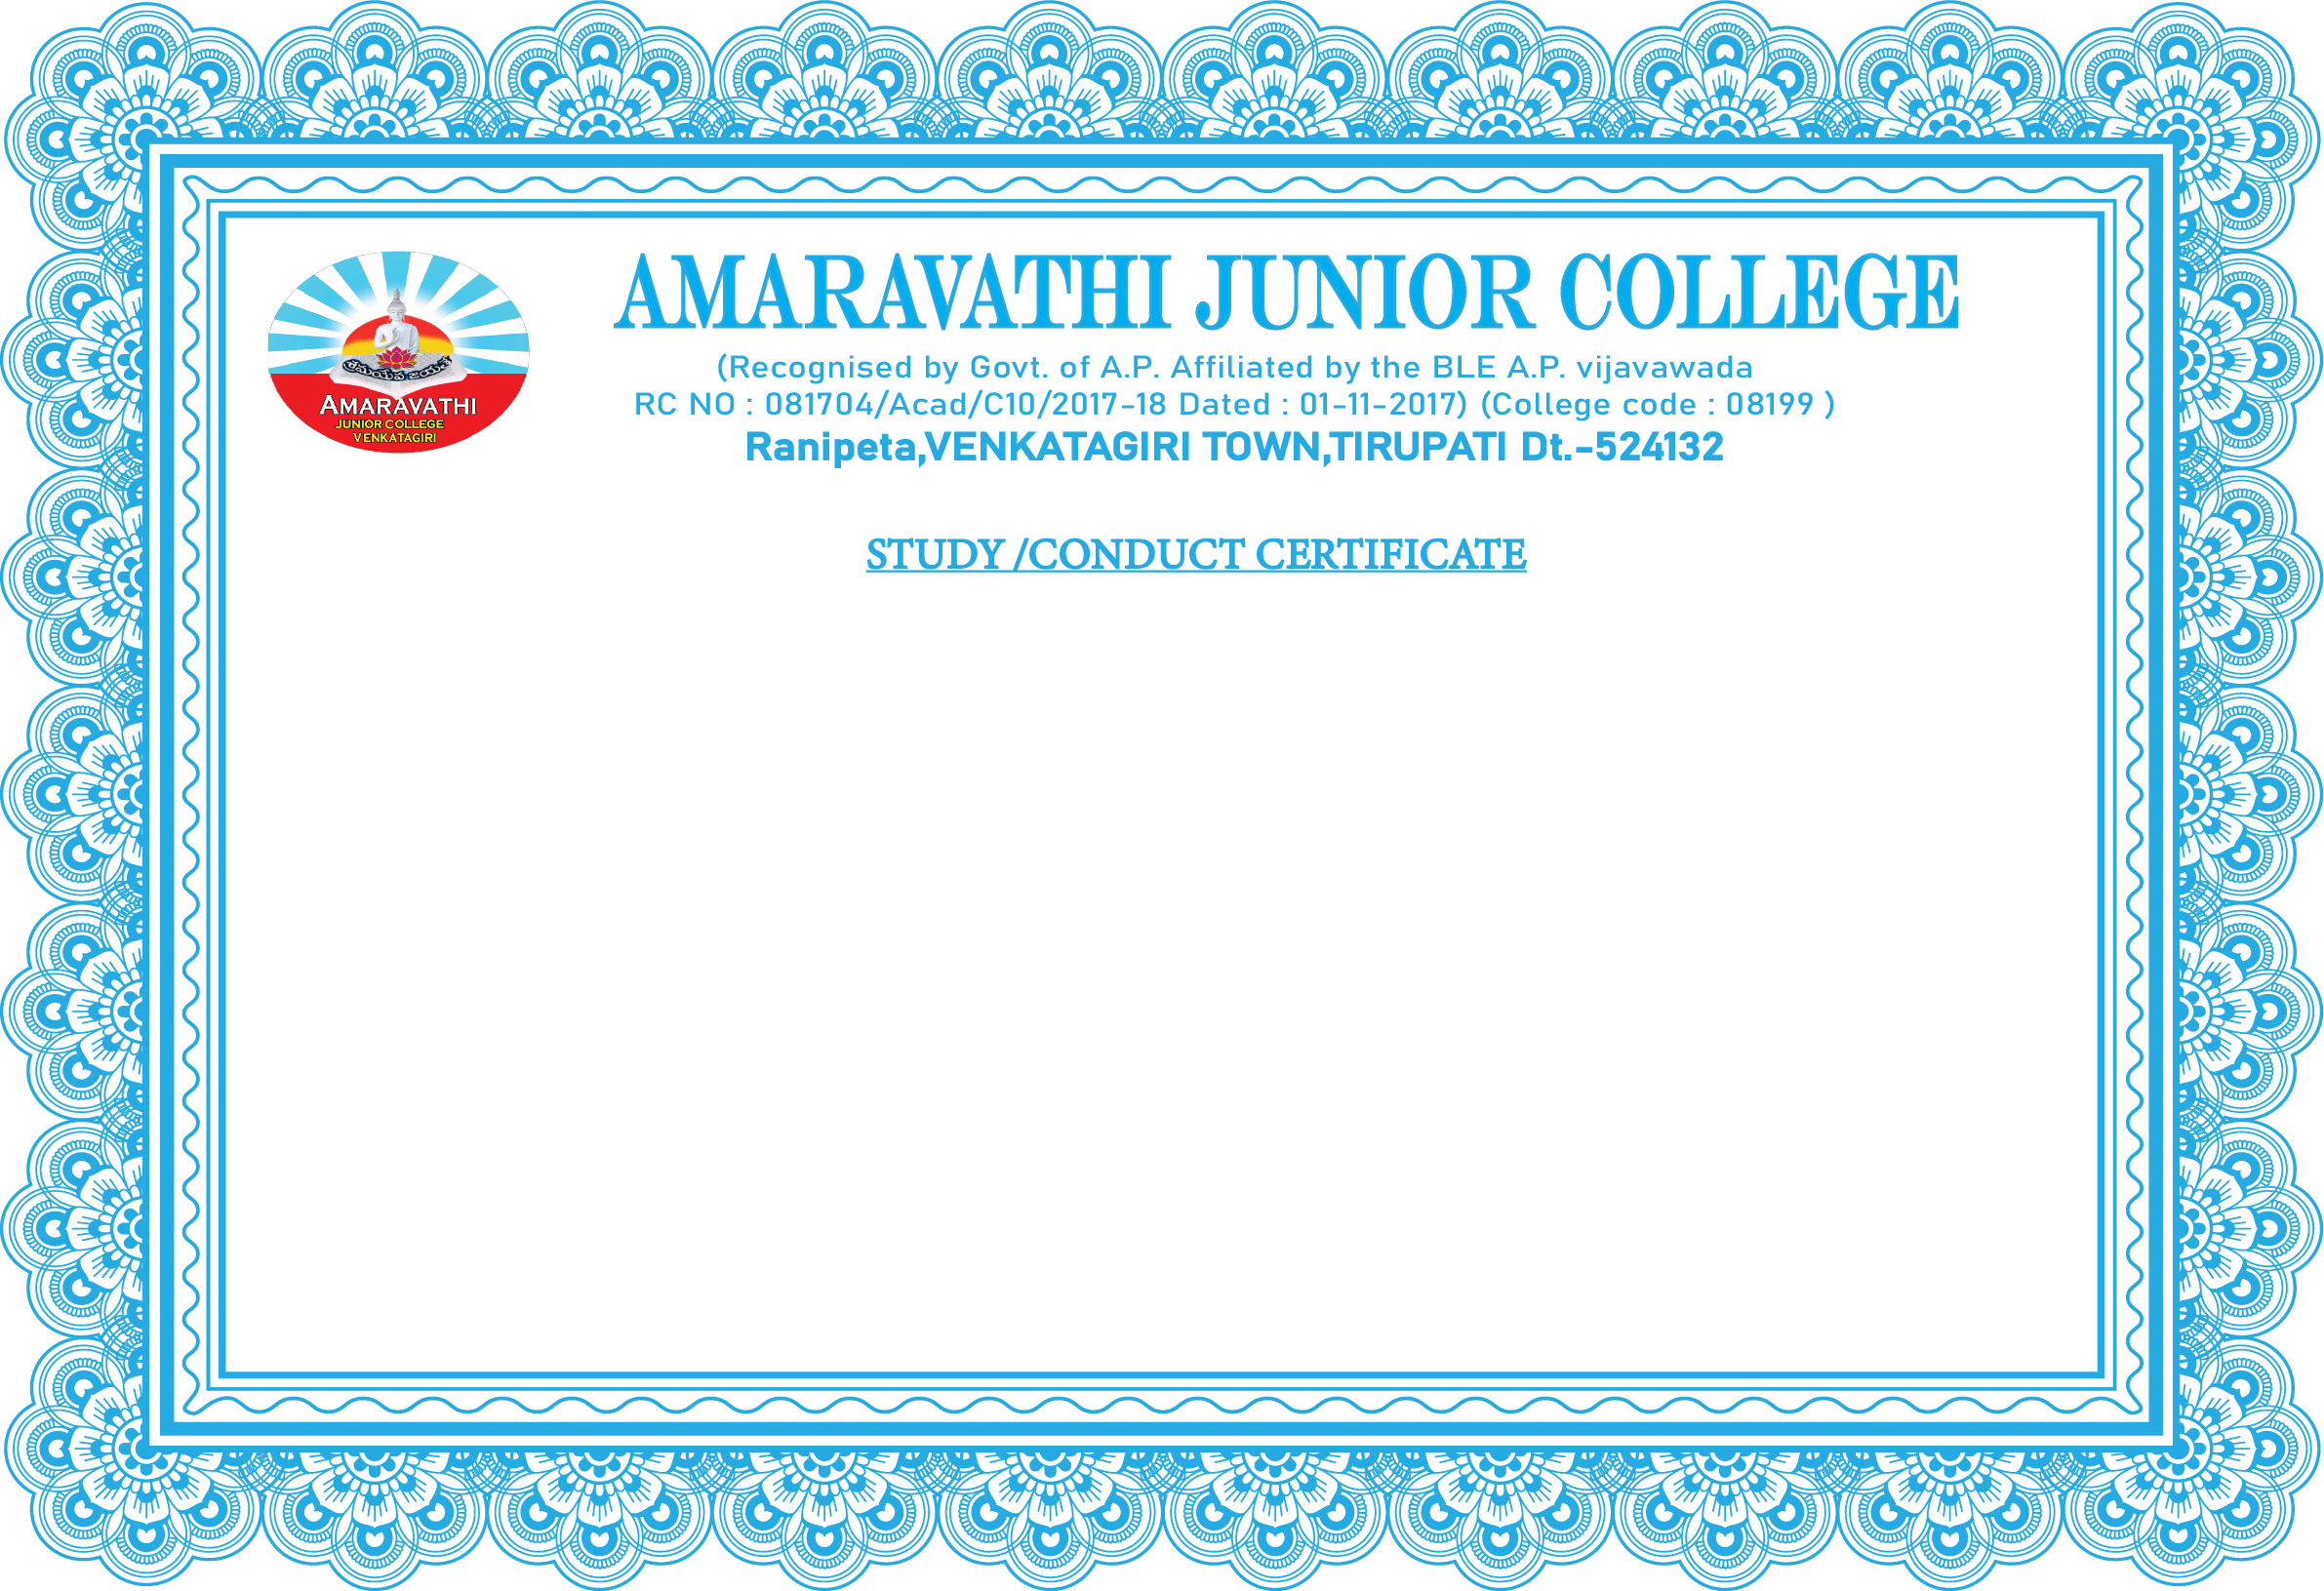 AMARAVATHI JUNIOR COLLEGE
(Recognised by Govt. of A.P. Affiliated by the BLE A.P. vijavawada
RC NO : 081704/Acad/C10/2017-18 Dated : 01-11-2017) (College code : 08199 )
Ranipeta,VENKATAGIRI TOWN,TIRUPATI Dt.-524132
శ్రమయేవ జయతే
AMARAVATHI
JUNIOR COLLEGE
VENKATAGIRI
STUDY /CONDUCT CERTIFICATE